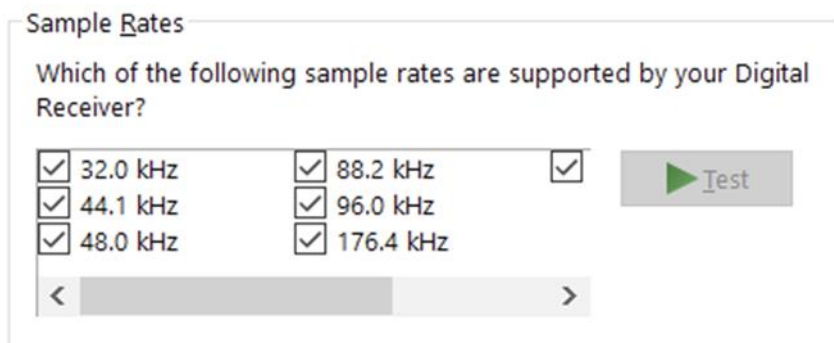 Sample Rates
Which of the following sample rates are supported by your Digital
Receiver?
32.0 kHz 88.2 kHz
44.1 kHz 96.0 kHz Test
48.0 kHz 176.4 kHz